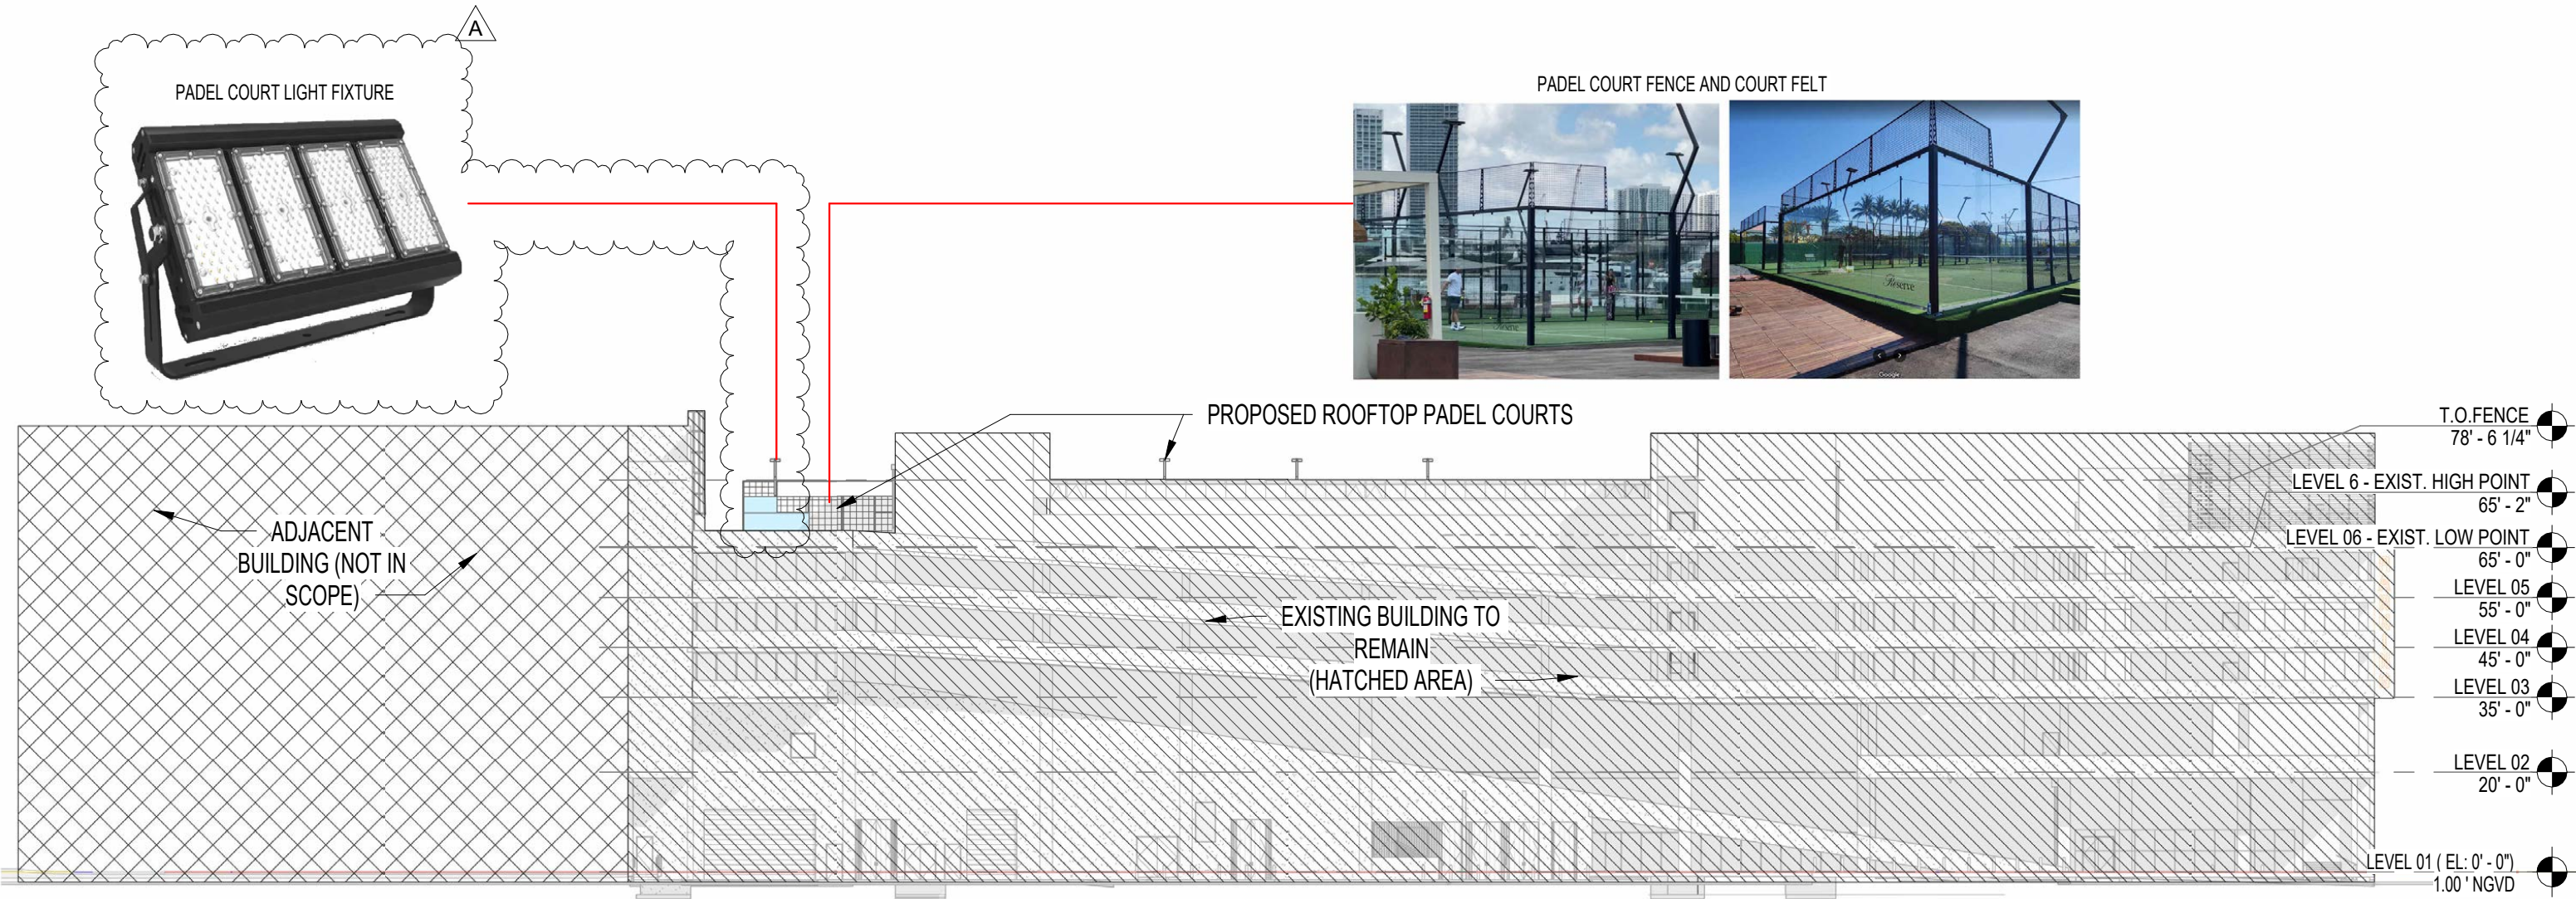 A
PADEL COURT LIGHT FIXTURE
PADEL COURT FENCE AND COURT FELT
Reserve
Reserve
Google
PROPOSED ROOFTOP PADEL COURTS
ADJACENT
BUILDING (NOT IN
SCOPE)
EXISTING BUILDING TO
REMAIN
(HATCHED AREA)
T.O.FENCE
78' - 6 1/4"
LEVEL 6 - EXIST. HIGH POINT
65' - 2"
LEVEL 06 - EXIST. LOW POINT
65' - 0"
LEVEL 05
55' - 0"
LEVEL 04
45' - 0"
LEVEL 03
35' - 0"
LEVEL 02
20' - 0"
LEVEL 01 ( EL: 0' - 0")
1.00 ' NGVD